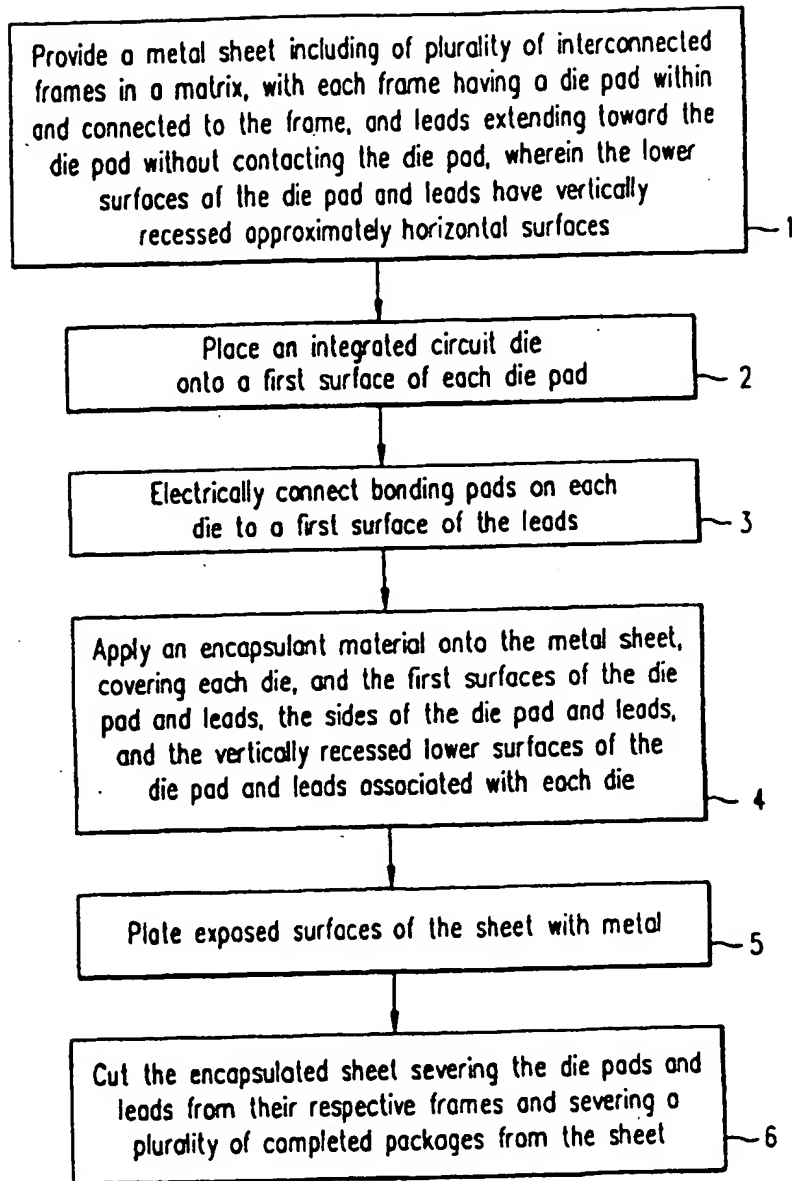 Provide a metal sheet including of plurality of interconnected
frames in a matrix, with each frame having a die pad within
and connected to the frame, and leads extending toward the
die pad without contacting the die pad, wherein the lower
surfaces of the die pad and leads have vertically
recessed approximately horizontal surfaces
1
Place an integrated circuit die
onto a first surface of each die pad
2
Electrically connect bonding pads on each
die to a first surface of the leads
3
Apply an encapsulant material onto the metal sheet,
covering each die, and the first surfaces of the die
pad and leads, the sides of the die pad and leads,
and the vertically recessed lower surfaces of the
die pad and leads associated with each die
4
Plate exposed surfaces of the sheet with metal
5
Cut the encapsulated sheet severing the die pads and
leads from their respective frames and severing a
plurality of completed packages from the sheet
6